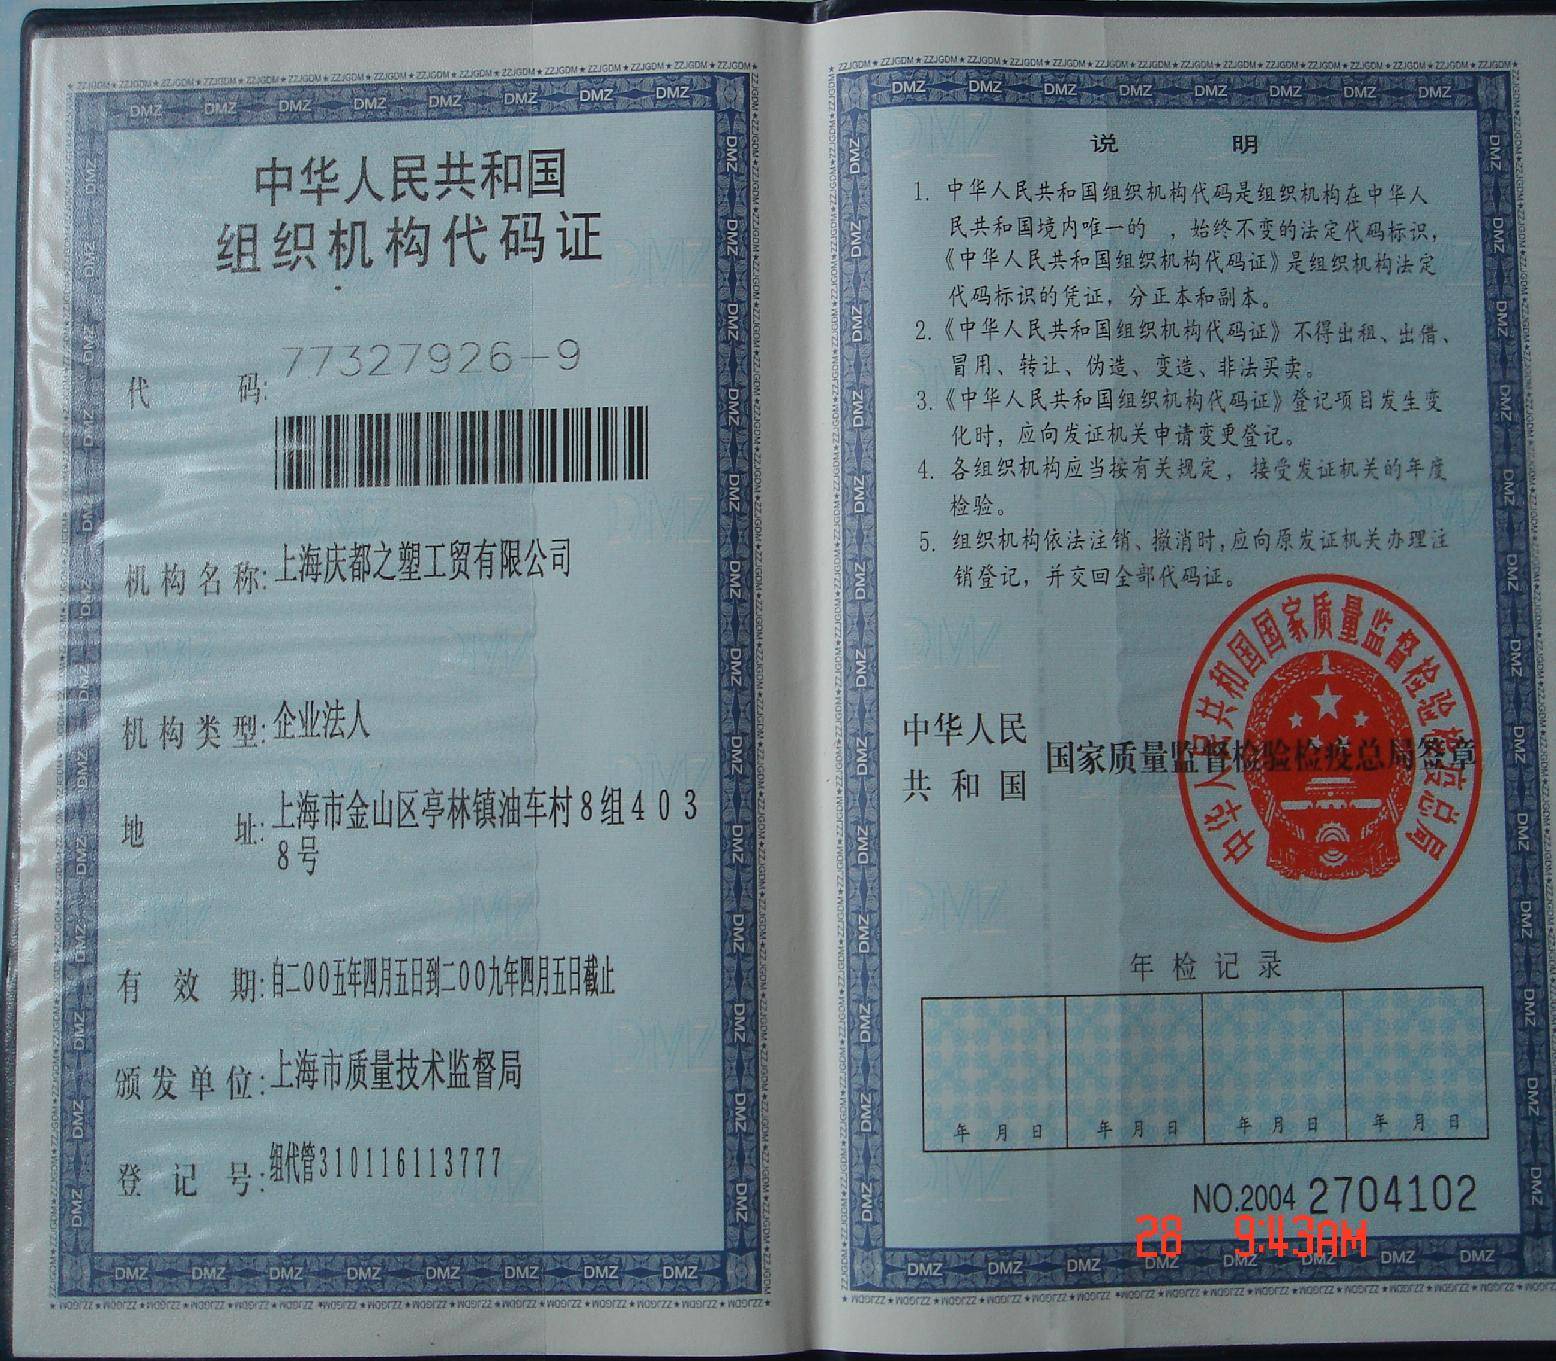 中华人民共和国
组织机构代码证
代 码: 77327926-9
机构名称: 上海庆都之塑工贸有限公司
机构类型: 企业法人
地 址: 上海市金山区亭林镇油车村8组403
8号
有 效 期: 自二00五年四月五日到二00九年四月五日截止
颁发单位: 上海市质量技术监督局
登 记 号: 组代管310116113777
说 明
1. 中华人民共和国组织机构代码是组织机构在中华人
民共和国境内唯一的 ,始终不变的法定代码标识,
《中华人民共和国组织机构代码证》是组织机构法定
代码标识的凭证,分正本和副本。
2.《中华人民共和国组织机构代码证》不得出租、出借、
冒用、转让、伪造、变造、非法买卖。
3.《中华人民共和国组织机构代码证》登记项目发生变
化时,应向发证机关申请变更登记。
4. 各组织机构应当按有关规定,接受发证机关的年度
检验。
5. 组织机构依法注销、撤消时,应向原发证机关办理注
销登记,并交回全部代码证。
中华人民共和国国家质量监督检验检疫总局
中华人民
共和国
国家质量监督检验检疫总局签章
年检记录
年 月 日 年 月 日 年 月 日 年 月 日
NO.2004 2704102
28 9:43AM